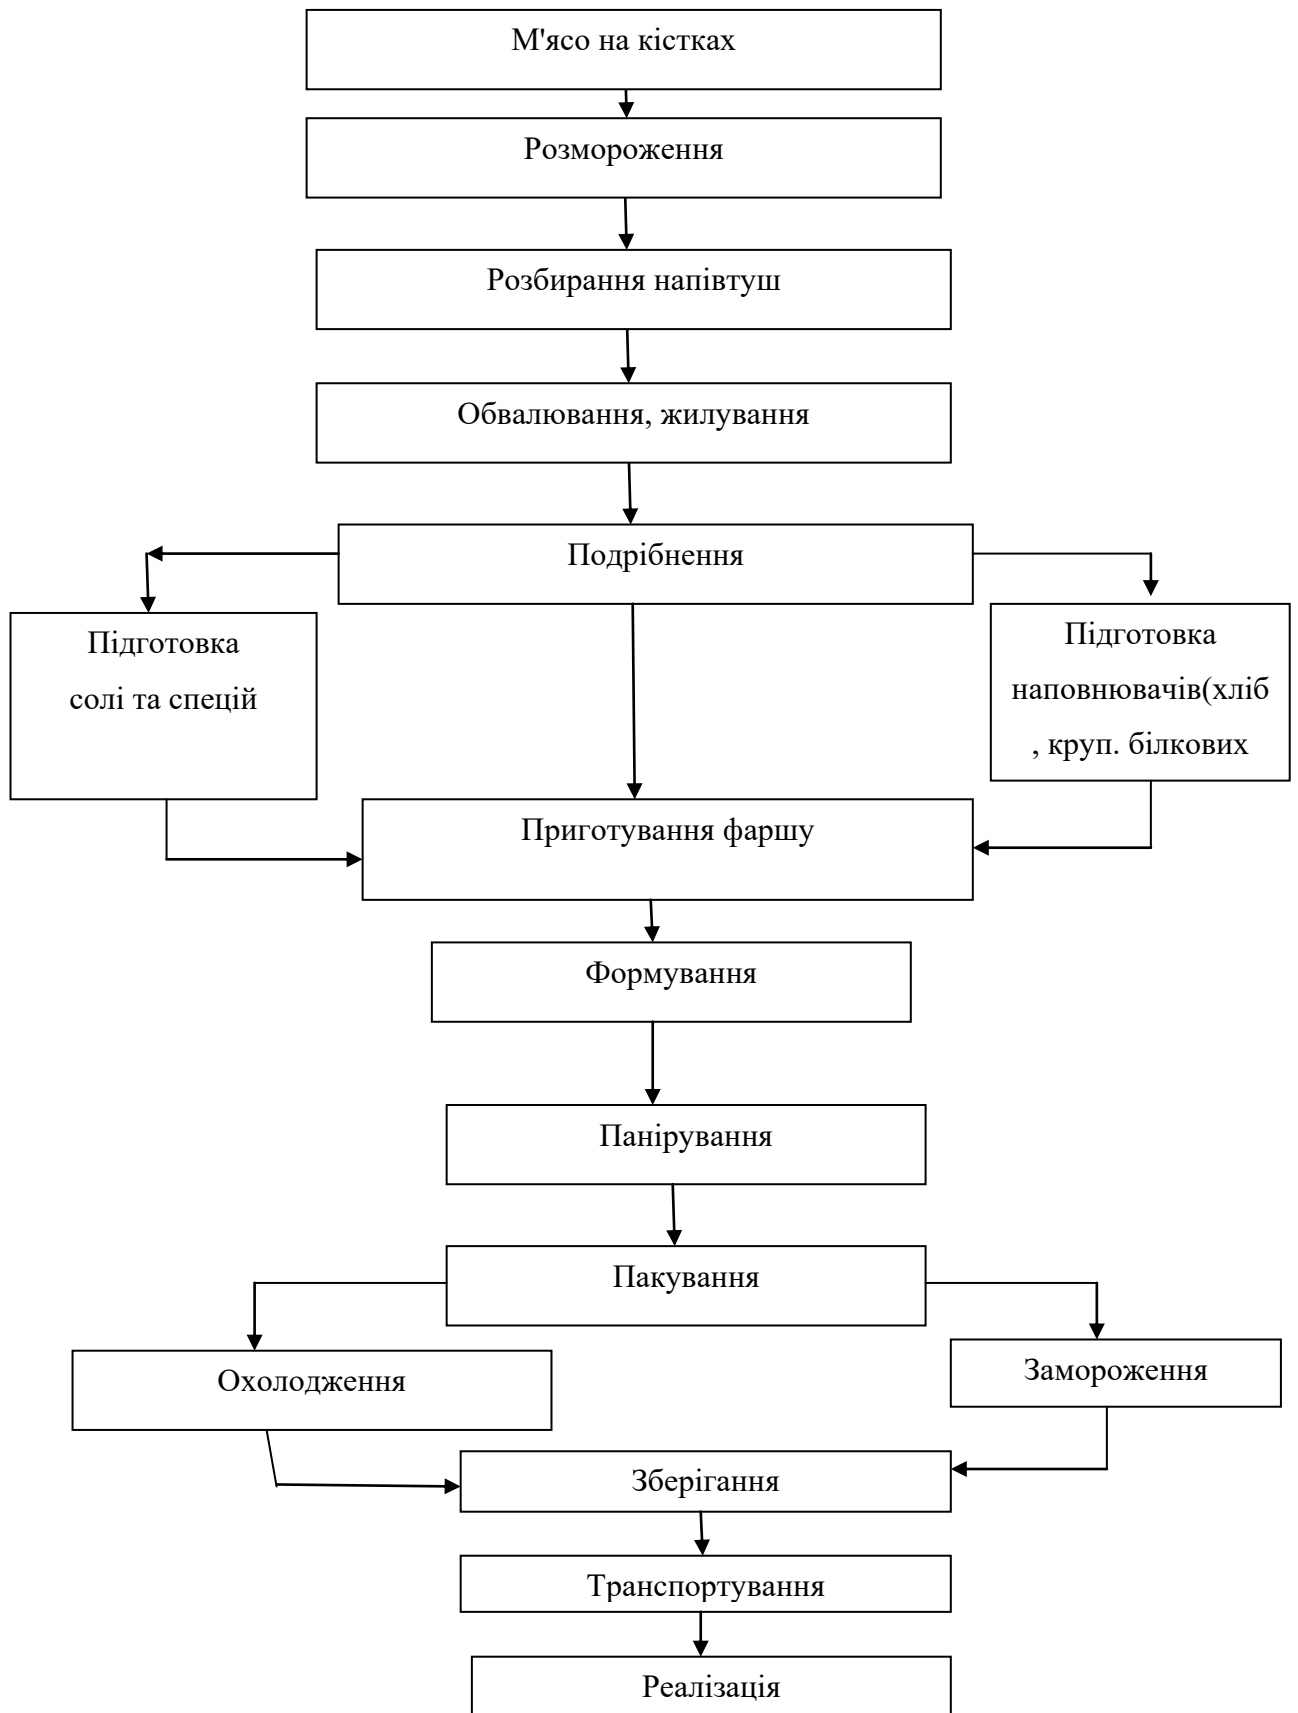 М'ясо на кістках
Розмороження
Розбирання напівтуш
Обвалювання, жилування
Подрібнення
Підготовка
солі та спецій
Підготовка
наповнювачів(хліб
, круп. білкових
Приготування фаршу
Формування
Панірування
Пакування
Охолодження
Замороження
Зберігання
Транспортування
Реалізація